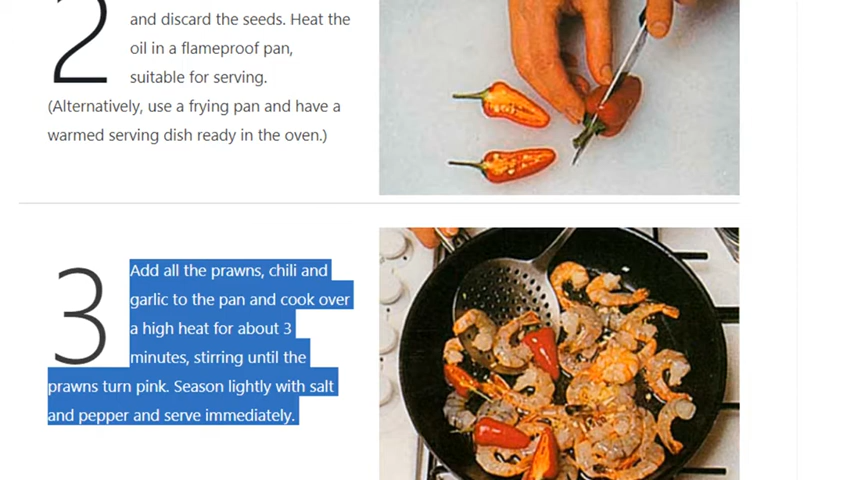 2
and discard the seeds. Heat the
oil in a flameproof pan,
suitable for serving.
(Alternatively, use a frying pan and have a
warmed serving dish ready in the oven.)
3
Add all the prawns, chili and
garlic to the pan and cook over
a high heat for about 3
minutes, stirring until the
prawns turn pink. Season lightly with salt
and pepper and serve immediately.